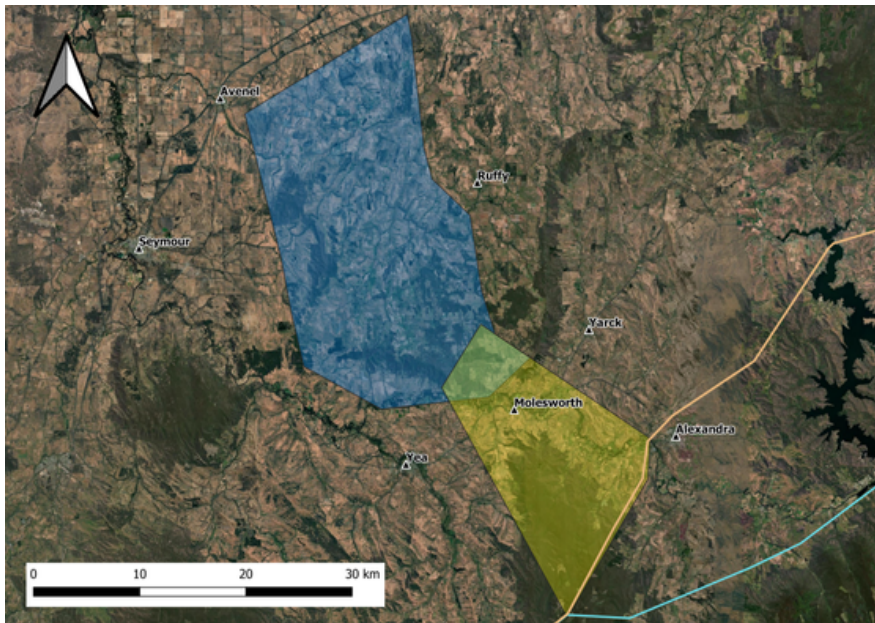 Avenel
Ruffy
Seymour
Yarck
Molesworth
Alexandra
Yea
0 10 20 30 km